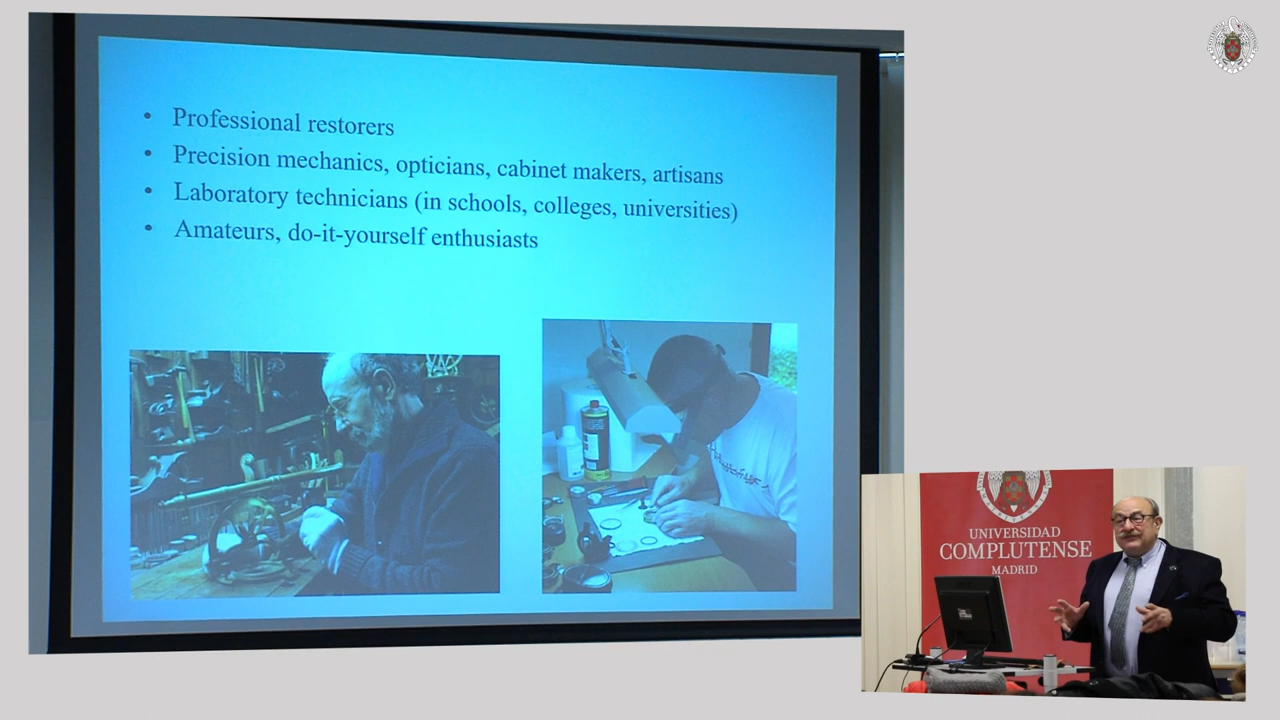 • Professional restorers
• Precision mechanics, opticians, cabinet makers, artisans
• Laboratory technicians (in schools, colleges, universities)
• Amateurs, do-it-yourself enthusiasts
UNIVERSIDAD
COMPLUTENSE
MADRID